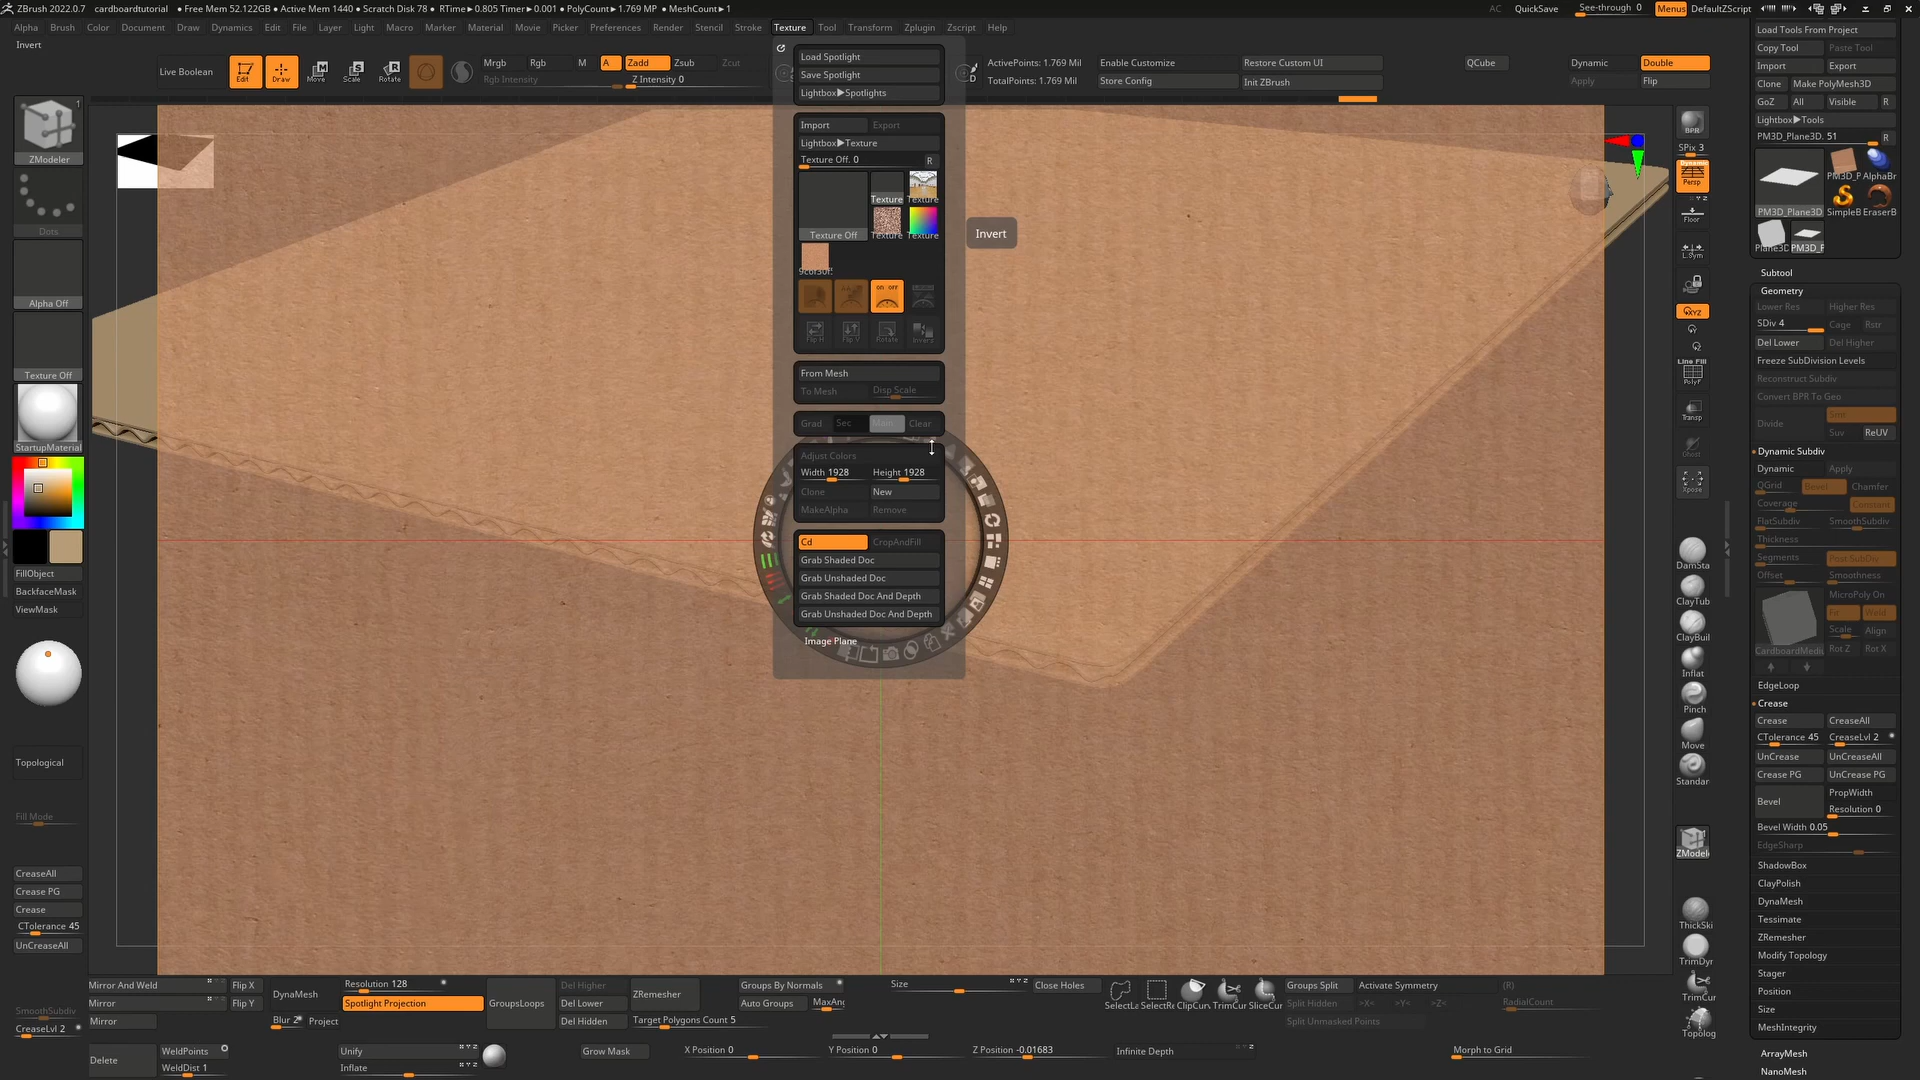 ZBrush 2022.0.7 cardboardtutorial • Free Mem 52.122GB • Active Mem 1440 • Scratch Disk 78 • RTime▶0.805 Timer▶0.001 • PolyCount▶1.769 MP • MeshCount▶1 AC QuickSave See-through 0 Menus DefaultZScript
Alpha Brush Color Document Draw Dynamics Edit File Layer Light Macro Marker Material Movie Picker Preferences Render Stencil Stroke Texture Tool Transform Zplugin Zscript Help
Invert
Live Boolean Edit Draw Move Scale Rotate Mrgb Rgb M A Zadd Zsub Zcut
Rgb Intensity Z Intensity 0
ActivePoints: 1.769 Mil Enable Customize Restore Custom UI QCube Dynamic Double
TotalPoints: 1.769 Mil Store Config Init ZBrush Apply Flip
ZModeler
1
Dots
Alpha Off
Texture Off
StartupMaterial
FillObject
BackfaceMask
ViewMask
Topological
Fill Mode
CreaseAll
Crease PG
Crease
CTolerance 45
UnCreaseAll
SmoothSubdiv
CreaseLvl 2
Load Spotlight
Save Spotlight
Lightbox▶Spotlights
Import Export
Lightbox▶Texture
Texture Off. 0 R
Texture Off Texture Texture
Texture Texture
on off
Flip H Flip V Rotate Invers
From Mesh
To Mesh Disp Scale
Grad Sec Main Clear
Adjust Colors
Width 1928 Height 1928
Clone New
MakeAlpha Remove
Cd CropAndFill
Grab Shaded Doc
Grab Unshaded Doc
Grab Shaded Doc And Depth
Grab Unshaded Doc And Depth
Image Plane
Invert
BPR
SPix 3
Dynamic
Persp
Floor
L.Sym
XYZ
Line Fill
PolyF
Transp
Ghost
Xpose
DamSta
ClayTub
ClayBuil
Inflat
Pinch
Move
Standar
ZModel
ThickSki
TrimDyr
TrimCur
Topolog
Load Tools From Project
Copy Tool Paste Tool
Import Export
Clone Make PolyMesh3D
GoZ All Visible R
Lightbox▶Tools
PM3D_Plane3D. 51 R
PM3D_Plane3D PM3D_P AlphaBr
SimpleB EraserB
Plane3D PM3D_P
Subtool
Geometry
Lower Res Higher Res
SDiv 4 Cage Rstr
Del Lower Del Higher
Freeze SubDivision Levels
Reconstruct Subdiv
Convert BPR To Geo
Divide Smt
Suv ReUV
Dynamic Subdiv
Dynamic Apply
QGrid Bevel Chamfer
Coverage Constant
FlatSubdiv SmoothSubdiv
Thickness
Segments Post SubDiv
Offset Smoothness
MicroPoly On
Fit Weld
Scale Align
CardboardMedi Rot Z Rot X
EdgeLoop
Crease
Crease CreaseAll
CTolerance 45 CreaseLvl 2
UnCrease UnCreaseAll
Crease PG UnCrease PG
Bevel PropWidth
Resolution 0
Bevel Width 0.05
EdgeSharp
ShadowBox
ClayPolish
DynaMesh
Tessimate
ZRemesher
Modify Topology
Stager
Position
Size
MeshIntegrity
ArrayMesh
NanoMesh
Mirror And Weld Flip X DynaMesh Resolution 128 GroupsLoops Del Higher ZRemesher Groups By Normals Size Close Holes SelectLa SelectRe ClipCurv TrimCur SliceCur Groups Split Activate Symmetry (R)
Mirror Flip Y Spotlight Projection Del Lower Auto Groups MaxAng Split Hidden >X< >Y< >Z< RadialCount
Mirror Blur 2 Project Del Hidden Target Polygons Count 5 Split Unmasked Points
Delete WeldPoints Unify Grow Mask X Position 0 Y Position 0 Z Position -0.01683 Infinite Depth Morph to Grid
WeldDist 1 Inflate